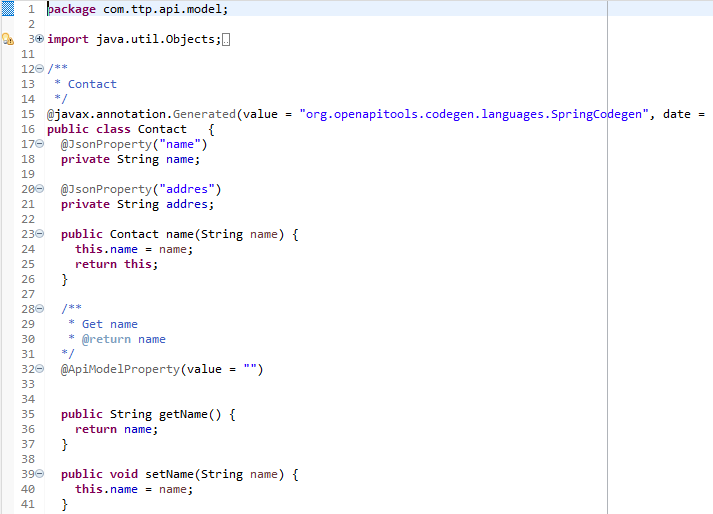 1 package com.ttp.api.model;
2
3 import java.util.Objects;
11
12 /**
13 * Contact
14 */
15 @javax.annotation.Generated(value = "org.openapitools.codegen.languages.SpringCodegen", date =
16 public class Contact {
17 @JsonProperty("name")
18 private String name;
19
20 @JsonProperty("addres")
21 private String addres;
22
23 public Contact name(String name) {
24 this.name = name;
25 return this;
26 }
27
28 /**
29 * Get name
30 * @return name
31 */
32 @ApiModelProperty(value = "")
33
34
35 public String getName() {
36 return name;
37 }
38
39 public void setName(String name) {
40 this.name = name;
41 }